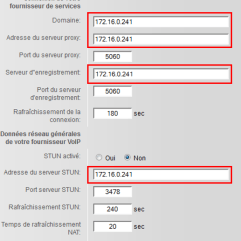 fournisseur de services
Domaine: 172.16.0.241
Adresse du serveur proxy: 172.16.0.241
Port du serveur proxy: 5060
Serveur d'enregistrement: 172.16.0.241
Port du serveur d'enregistrement: 5060
Rafraîchissement de la connexion: 180 sec
Données réseau générales de votre fournisseur VoIP
STUN activé: Oui Non
Adresse du serveur STUN: 172.16.0.241
Port serveur STUN: 3478
Rafraîchissement STUN: 240 sec
Temps de rafraîchissement NAT: 20 sec